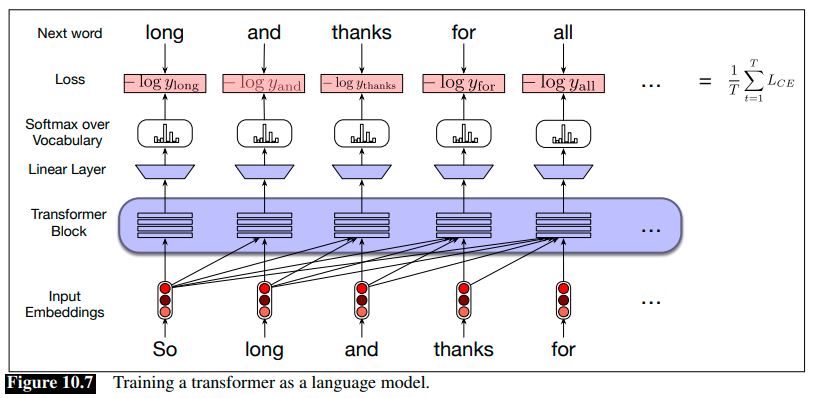 Next word long and thanks for all
Loss − log y_long − log y_and − log y_thanks − log y_for − log y_all ... = 1/T ∑_{t=1}^{T} L_CE
Softmax over
Vocabulary
Linear Layer
Transformer
Block ...
Input
Embeddings ...
So long and thanks for
Figure 10.7 Training a transformer as a language model.